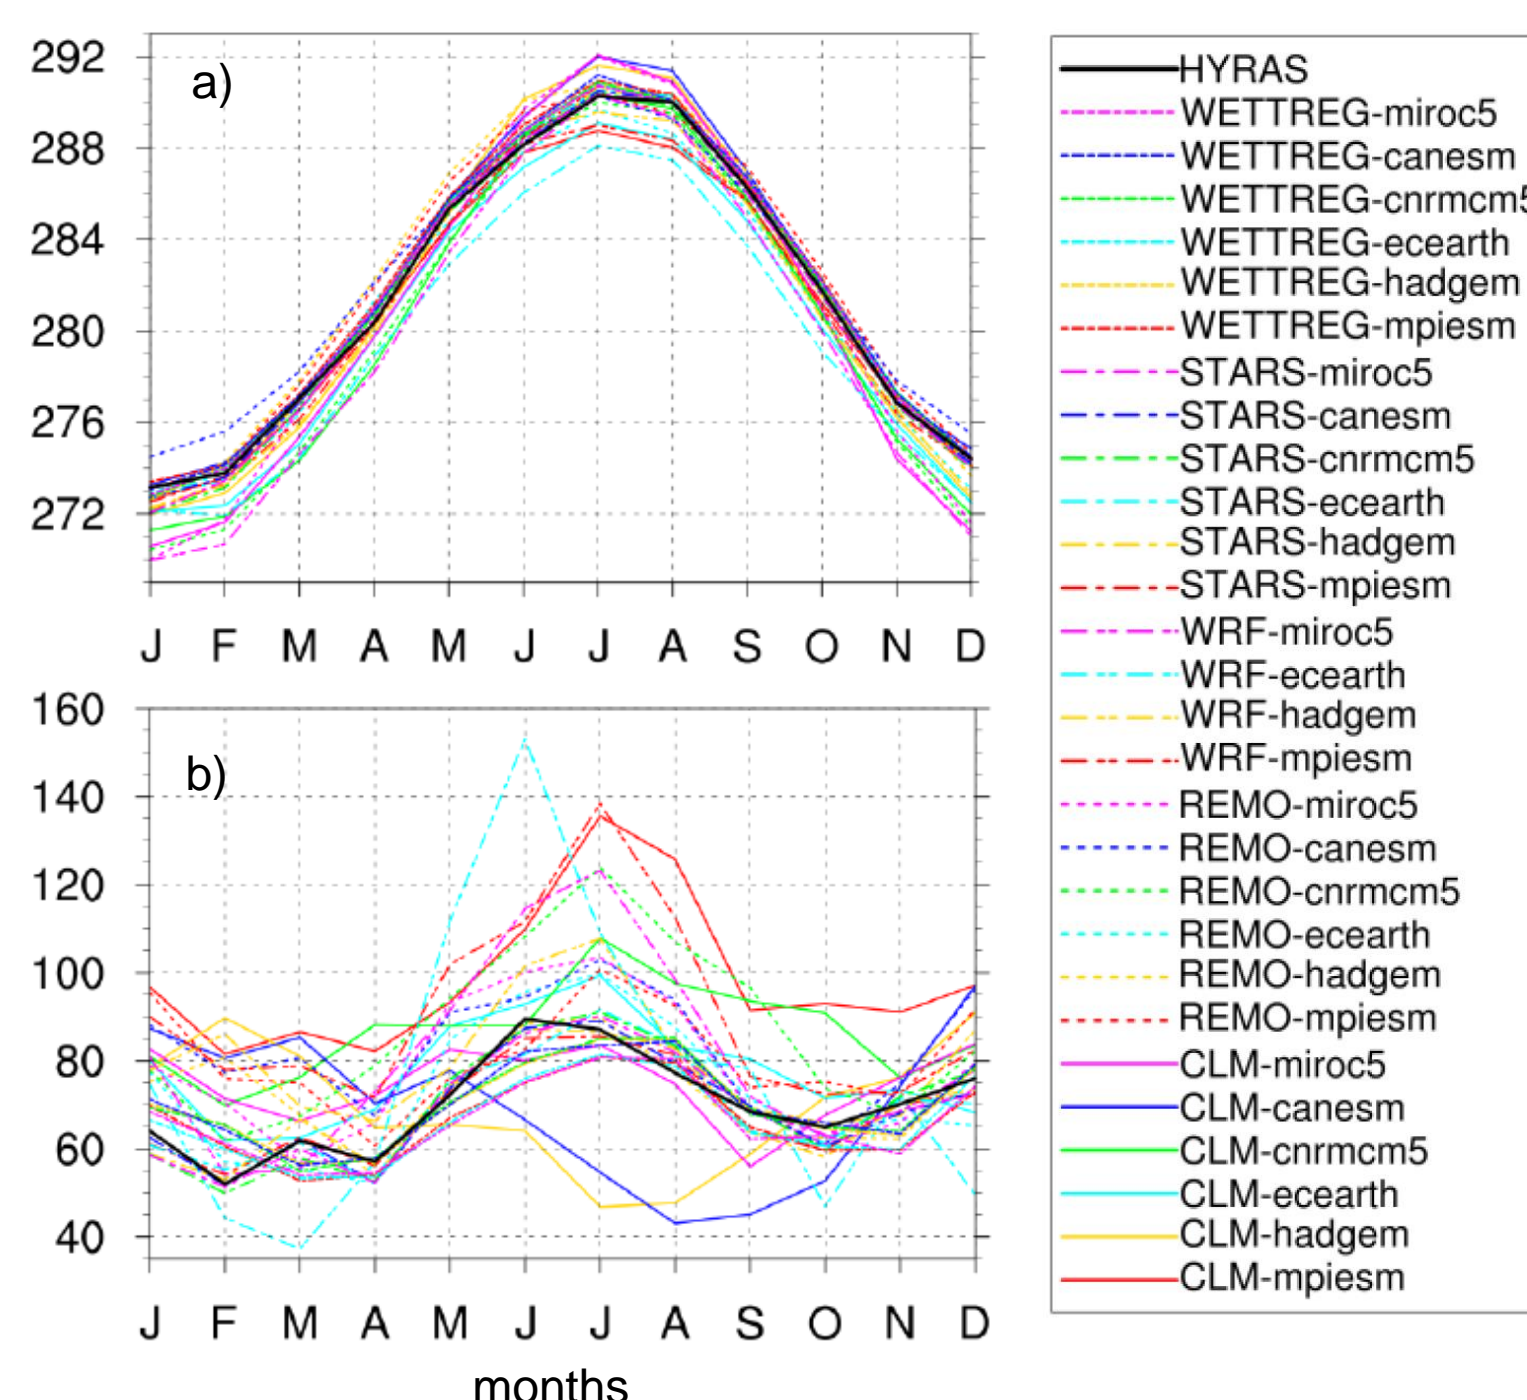 292
288
284
280
276
272
a)
J F M A M J J A S O N D
160
140
120
100
80
60
40
b)
J F M A M J J A S O N D
months
HYRAS
WETTREG-miroc5
WETTREG-canesm
WETTREG-cnrmcm5
WETTREG-ecearth
WETTREG-hadgem
WETTREG-mpiesm
STARS-miroc5
STARS-canesm
STARS-cnrmcm5
STARS-ecearth
STARS-hadgem
STARS-mpiesm
WRF-miroc5
WRF-ecearth
WRF-hadgem
WRF-mpiesm
REMO-miroc5
REMO-canesm
REMO-cnrmcm5
REMO-ecearth
REMO-hadgem
REMO-mpiesm
CLM-miroc5
CLM-canesm
CLM-cnrmcm5
CLM-ecearth
CLM-hadgem
CLM-mpiesm